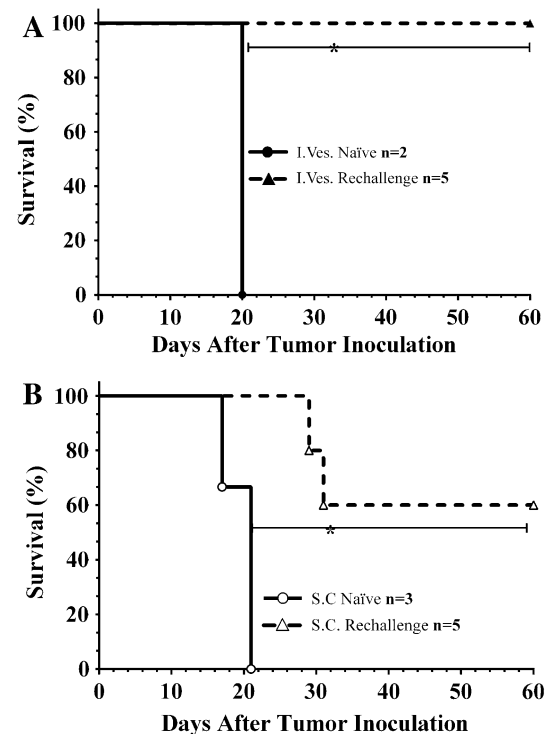 A
100
80
60
40
20
0
Survival (%)
*
I.Ves. Naïve n=2
I.Ves. Rechallenge n=5
0 10 20 30 40 50 60
Days After Tumor Inoculation
B
100
80
60
40
20
0
Survival (%)
*
S.C Naïve n=3
S.C. Rechallenge n=5
0 10 20 30 40 50 60
Days After Tumor Inoculation